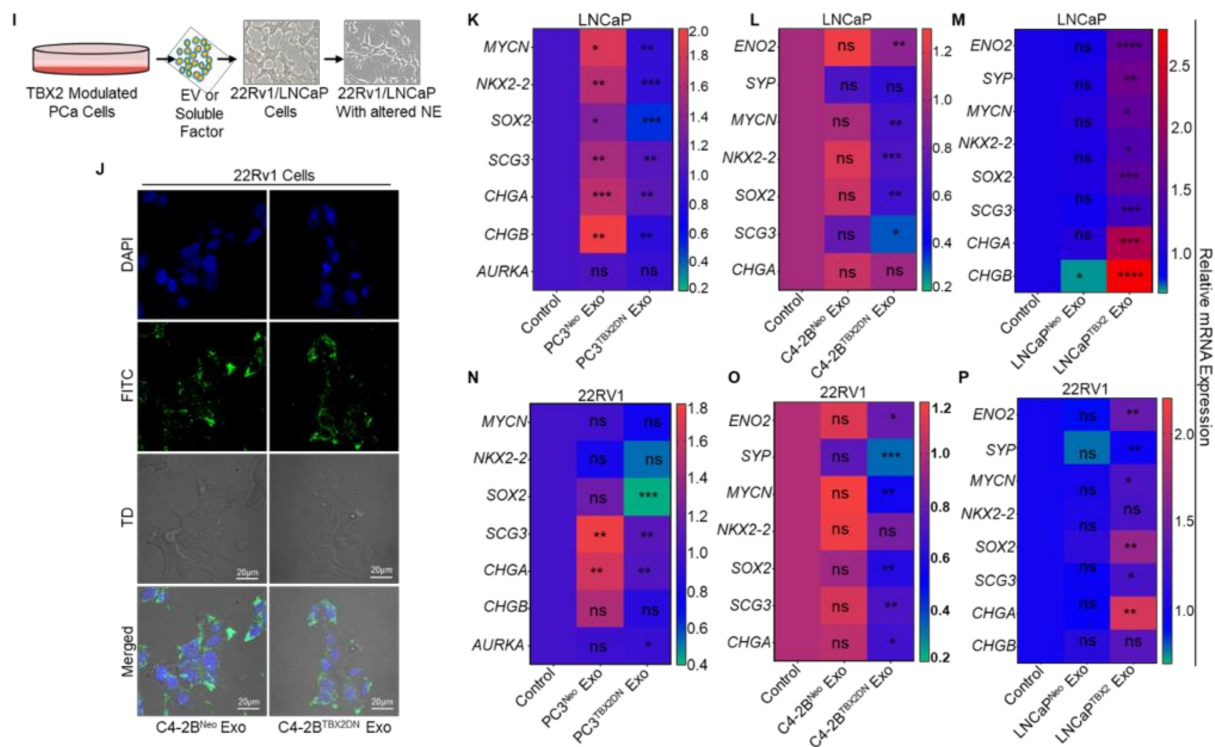 I
TBX2 Modulated
PCa Cells
EV or
Soluble
Factor
22Rv1/LNCaP
Cells
22Rv1/LNCaP
With altered NE
J
22Rv1 Cells
DAPI
FITC
TD
20μm
20μm
Merged
20μm
20μm
C4-2B^Neo Exo
C4-2B^TBX2DN Exo
K
LNCaP
MYCN * **
NKX2-2 ** ***
SOX2 * ***
SCG3 ** **
CHGA *** **
CHGB ** **
AURKA ns ns
2.0
1.8
1.6
1.4
1.2
1.0
0.8
0.6
0.4
0.2
Control
PC3^Neo Exo
PC3^TBX2DN Exo
L
LNCaP
ENO2 ns **
SYP ns ns
MYCN ns **
NKX2-2 ns ***
SOX2 ns **
SCG3 ns *
CHGA ns ns
1.2
1.0
0.8
0.6
0.4
0.2
Control
C4-2B^Neo Exo
C4-2B^TBX2DN Exo
M
LNCaP
ENO2 ns ****
SYP ns **
MYCN ns *
NKX2-2 ns *
SOX2 ns ***
SCG3 ns ***
CHGA ns ***
CHGB * ****
2.5
2.0
1.5
1.0
Control
LNCaP^Neo Exo
LNCaP^TBX2 Exo
Relative mRNA Expression
N
22RV1
MYCN ns ns
NKX2-2 ns ns
SOX2 ns ***
SCG3 ** **
CHGA ** **
CHGB ns ns
AURKA ns *
1.8
1.6
1.4
1.2
1.0
0.8
0.6
0.4
Control
PC3^Neo Exo
PC3^TBX2DN Exo
O
22RV1
ENO2 ns *
SYP ns ***
MYCN ns **
NKX2-2 ns ns
SOX2 ns **
SCG3 ns **
CHGA ns *
1.2
1.0
0.8
0.6
0.4
0.2
Control
C4-2B^Neo Exo
C4-2B^TBX2DN Exo
P
22RV1
ENO2 ns **
SYP ns **
MYCN ns *
NKX2-2 ns ns
SOX2 ns **
SCG3 ns *
CHGA ns **
CHGB ns ns
2.0
1.5
1.0
Control
LNCaP^Neo Exo
LNCaP^TBX2 Exo